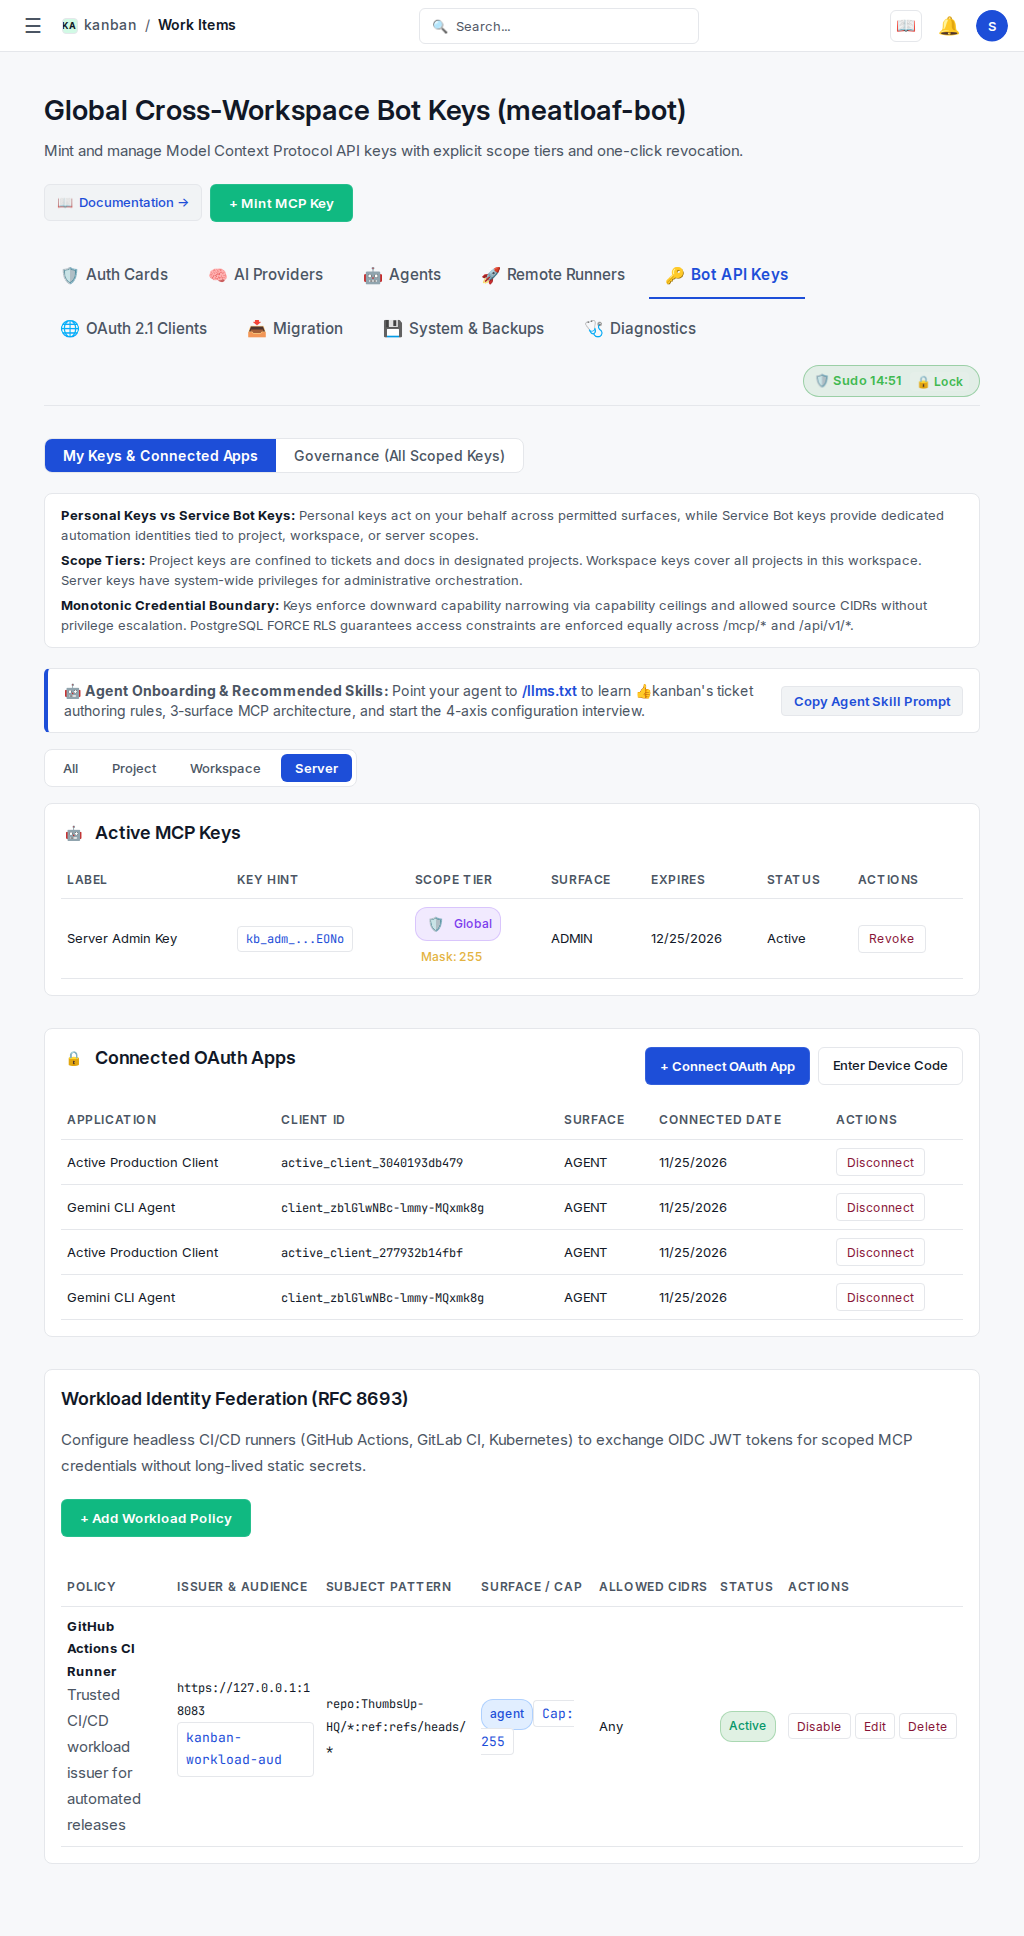 KA kanban / Work Items
Search...
S
Global Cross-Workspace Bot Keys (meatloaf-bot)
Mint and manage Model Context Protocol API keys with explicit scope tiers and one-click revocation.
Documentation →
+ Mint MCP Key
Auth Cards
AI Providers
Agents
Remote Runners
Bot API Keys
OAuth 2.1 Clients
Migration
System & Backups
Diagnostics
Sudo 14:51
Lock
My Keys & Connected Apps
Governance (All Scoped Keys)
Personal Keys vs Service Bot Keys: Personal keys act on your behalf across permitted surfaces, while Service Bot keys provide dedicated
automation identities tied to project, workspace, or server scopes.
Scope Tiers: Project keys are confined to tickets and docs in designated projects. Workspace keys cover all projects in this workspace.
Server keys have system-wide privileges for administrative orchestration.
Monotonic Credential Boundary: Keys enforce downward capability narrowing via capability ceilings and allowed source CIDRs without
privilege escalation. PostgreSQL FORCE RLS guarantees access constraints are enforced equally across /mcp/* and /api/v1/*.
🤖 Agent Onboarding & Recommended Skills: Point your agent to /llms.txt to learn 👍kanban's ticket
authoring rules, 3-surface MCP architecture, and start the 4-axis configuration interview.
Copy Agent Skill Prompt
All
Project
Workspace
Server
Active MCP Keys
LABEL KEY HINT SCOPE TIER SURFACE EXPIRES STATUS ACTIONS
Server Admin Key kb_adm_...EONo Global ADMIN 12/25/2026 Active Revoke
Mask: 255
Connected OAuth Apps
+ Connect OAuth App
Enter Device Code
APPLICATION CLIENT ID SURFACE CONNECTED DATE ACTIONS
Active Production Client active_client_3040193db479 AGENT 11/25/2026 Disconnect
Gemini CLI Agent client_zblGlwNBc-lmmy-MQxmk8g AGENT 11/25/2026 Disconnect
Active Production Client active_client_277932b14fbf AGENT 11/25/2026 Disconnect
Gemini CLI Agent client_zblGlwNBc-lmmy-MQxmk8g AGENT 11/25/2026 Disconnect
Workload Identity Federation (RFC 8693)
Configure headless CI/CD runners (GitHub Actions, GitLab CI, Kubernetes) to exchange OIDC JWT tokens for scoped MCP
credentials without long-lived static secrets.
+ Add Workload Policy
POLICY ISSUER & AUDIENCE SUBJECT PATTERN SURFACE / CAP ALLOWED CIDRS STATUS ACTIONS
GitHub
Actions CI
Runner
Trusted
CI/CD
workload
issuer for
automated
releases
https://127.0.0.1:1
8083
kanban-
workload-aud
repo:ThumbsUp-
HQ/*:ref:refs/heads/
*
agent Cap:
255
Any
Active
Disable
Edit
Delete